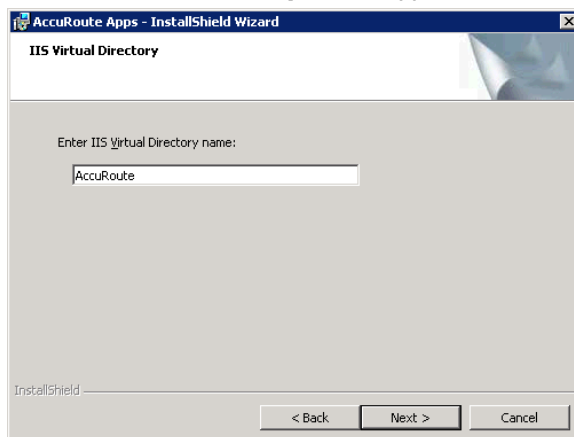 AccuRoute Apps - InstallShield Wizard
IIS Virtual Directory
Enter IIS Virtual Directory name:
AccuRoute
InstallShield
< Back Next > Cancel